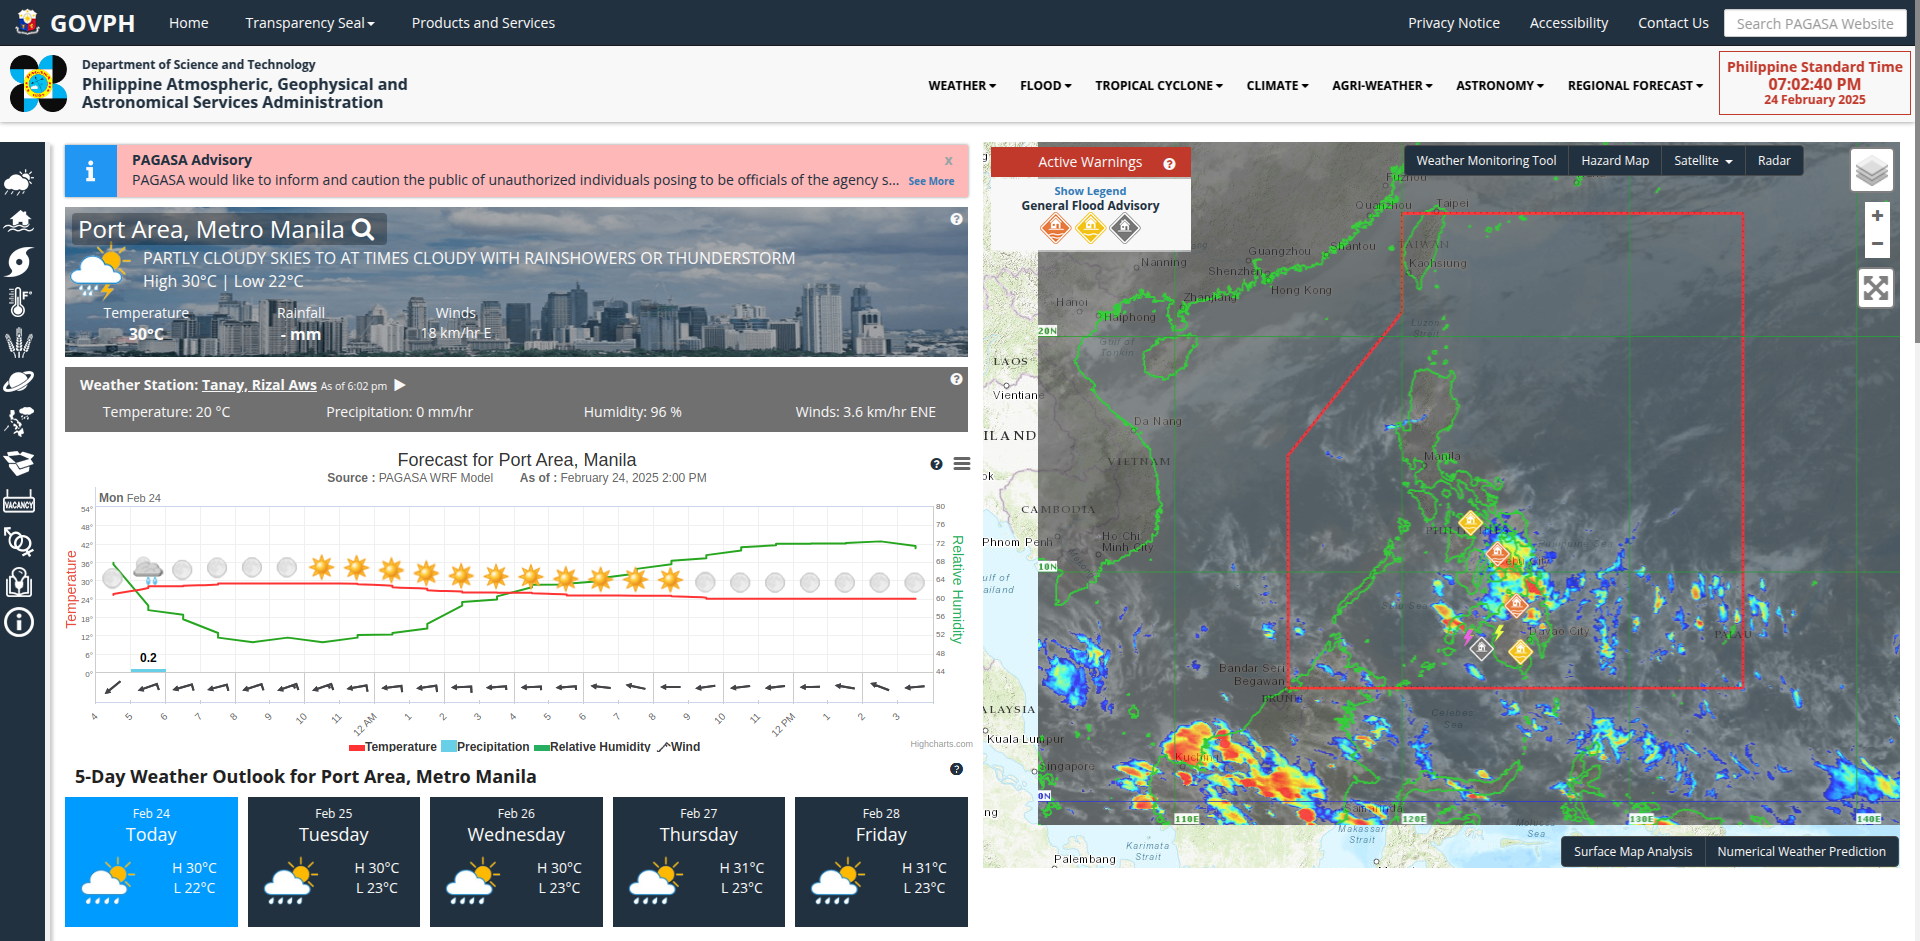 GOVPH
Home
Transparency Seal
Products and Services
Privacy Notice
Accessibility
Contact Us
Search PAGASA Website
Department of Science and Technology
Philippine Atmospheric, Geophysical and
Astronomical Services Administration
WEATHER
FLOOD
TROPICAL CYCLONE
CLIMATE
AGRI-WEATHER
ASTRONOMY
REGIONAL FORECAST
Philippine Standard Time
07:02:40 PM
24 February 2025
VACANCY
PAGASA Advisory
x
PAGASA would like to inform and caution the public of unauthorized individuals posing to be officials of the agency s... See More
Port Area, Metro Manila
PARTLY CLOUDY SKIES TO AT TIMES CLOUDY WITH RAINSHOWERS OR THUNDERSTORM
High 30°C | Low 22°C
Temperature
30°C
Rainfall
- mm
Winds
18 km/hr E
Weather Station: Tanay, Rizal Aws As of 6:02 pm
Temperature: 20 °C
Precipitation: 0 mm/hr
Humidity: 96 %
Winds: 3.6 km/hr ENE
Forecast for Port Area, Manila
Source : PAGASA WRF Model As of : February 24, 2025 2:00 PM
Mon Feb 24
Temperature
54° 48° 42° 36° 30° 24° 18° 12° 6° 0°
80 76 72 68 64 60 56 52 48 44
Relative Humidity
0.2
4 5 6 7 8 9 10 11 12 AM 1 2 3 4 5 6 7 8 9 10 11 12 PM 1 2 3
Temperature Precipitation Relative Humidity Wind
Highcharts.com
5-Day Weather Outlook for Port Area, Metro Manila
Feb 24
Today
H 30°C
L 22°C
Feb 25
Tuesday
H 30°C
L 23°C
Feb 26
Wednesday
H 30°C
L 23°C
Feb 27
Thursday
H 31°C
L 23°C
Feb 28
Friday
H 31°C
L 23°C
Active Warnings
Show Legend
General Flood Advisory
Weather Monitoring Tool
Hazard Map
Satellite
Radar
+
−
Fuzhou
Quanzhou
Taipei
TAIWAN
Kaohsiung
Shantou
Guangzhou
Shenzhen
Hong Kong
Nanning
Zhanjiang
Hanoi
Haiphong
Gulf of
Tonkin
Luzon
Strait
20N
LAOS
Vientiane
Da Nang
ILAND
VIETNAM
Manila
CAMBODIA
Phnom Penh
Ho Chi
Minh City
10N
Davao City
PALAU
Bandar Seri
Begawan
BRUNEI
Celebes
Sea
ALAYSIA
Kuala Lumpur
Kuching
Singapore
0N
Samarinda
110E
120E
130E
140E
Makassar
Strait
Karimata
Strait
Palembang
Surface Map Analysis
Numerical Weather Prediction